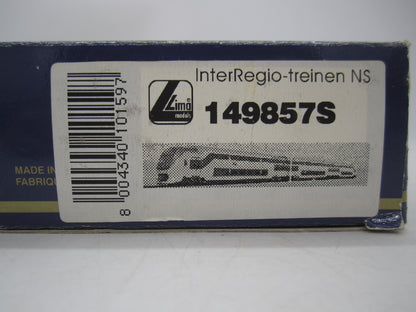 InterRegio-treinen NS
Lima
models
149857S
8 004340 101597
MADE IN
FABRIQU